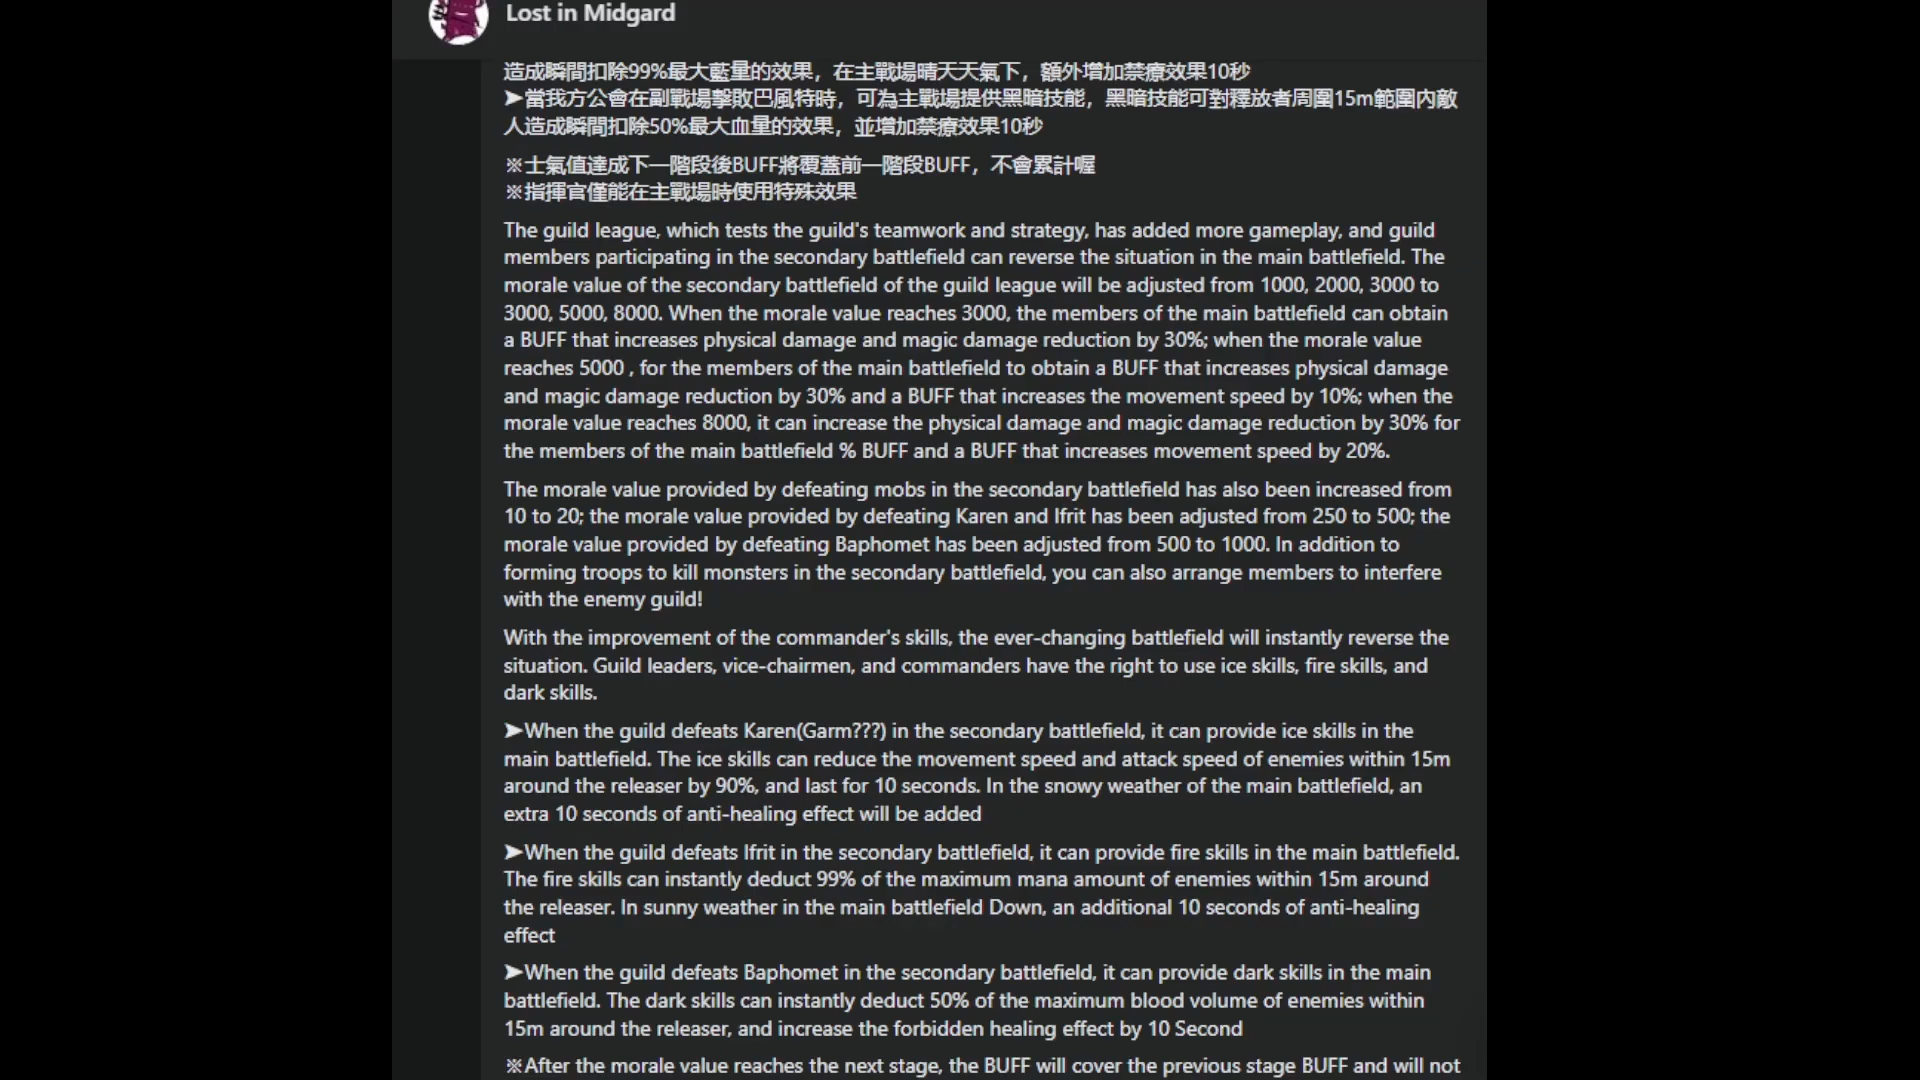 Lost in Midgard
造成瞬間扣除99%最大藍量的效果，在主戰場晴天天氣下，額外增加禁療效果10秒
➤當我方公會在副戰場擊敗巴風特時，可為主戰場提供黑暗技能，黑暗技能可對釋放者周圍15m範圍內敵
人造成瞬間扣除50%最大血量的效果，並增加禁療效果10秒
※士氣值達成下一階段後BUFF將覆蓋前一階段BUFF，不會累計喔
※指揮官僅能在主戰場時使用特殊效果
The guild league, which tests the guild's teamwork and strategy, has added more gameplay, and guild
members participating in the secondary battlefield can reverse the situation in the main battlefield. The
morale value of the secondary battlefield of the guild league will be adjusted from 1000, 2000, 3000 to
3000, 5000, 8000. When the morale value reaches 3000, the members of the main battlefield can obtain
a BUFF that increases physical damage and magic damage reduction by 30%; when the morale value
reaches 5000 , for the members of the main battlefield to obtain a BUFF that increases physical damage
and magic damage reduction by 30% and a BUFF that increases the movement speed by 10%; when the
morale value reaches 8000, it can increase the physical damage and magic damage reduction by 30% for
the members of the main battlefield % BUFF and a BUFF that increases movement speed by 20%.
The morale value provided by defeating mobs in the secondary battlefield has also been increased from
10 to 20; the morale value provided by defeating Karen and Ifrit has been adjusted from 250 to 500; the
morale value provided by defeating Baphomet has been adjusted from 500 to 1000. In addition to
forming troops to kill monsters in the secondary battlefield, you can also arrange members to interfere
with the enemy guild!
With the improvement of the commander's skills, the ever-changing battlefield will instantly reverse the
situation. Guild leaders, vice-chairmen, and commanders have the right to use ice skills, fire skills, and
dark skills.
➤When the guild defeats Karen(Garm???) in the secondary battlefield, it can provide ice skills in the
main battlefield. The ice skills can reduce the movement speed and attack speed of enemies within 15m
around the releaser by 90%, and last for 10 seconds. In the snowy weather of the main battlefield, an
extra 10 seconds of anti-healing effect will be added
➤When the guild defeats Ifrit in the secondary battlefield, it can provide fire skills in the main battlefield.
The fire skills can instantly deduct 99% of the maximum mana amount of enemies within 15m around
the releaser. In sunny weather in the main battlefield Down, an additional 10 seconds of anti-healing
effect
➤When the guild defeats Baphomet in the secondary battlefield, it can provide dark skills in the main
battlefield. The dark skills can instantly deduct 50% of the maximum blood volume of enemies within
15m around the releaser, and increase the forbidden healing effect by 10 Second
※After the morale value reaches the next stage, the BUFF will cover the previous stage BUFF and will not